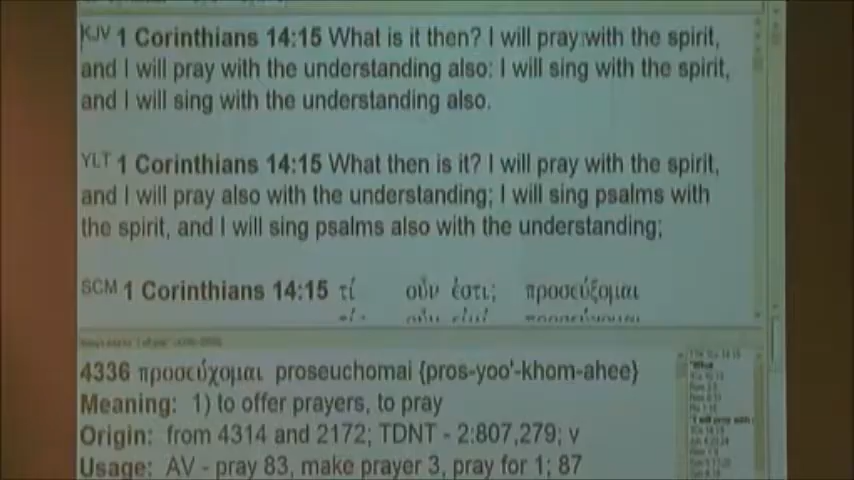 KJV 1 Corinthians 14:15 What is it then? I will pray with the spirit,
and I will pray with the understanding also: I will sing with the spirit,
and I will sing with the understanding also.
YLT 1 Corinthians 14:15 What then is it? I will pray with the spirit,
and I will pray also with the understanding; I will sing psalms with
the spirit, and I will sing psalms also with the understanding;
SCM 1 Corinthians 14:15 τί οὖν ἐστι; προσεύξομαι
4336 προσεύχομαι proseuchomai {pros-yoo'-khom-ahee}
Meaning: 1) to offer prayers, to pray
Origin: from 4314 and 2172; TDNT - 2:807,279; v
Usage: AV - pray 83, make prayer 3, pray for 1; 87